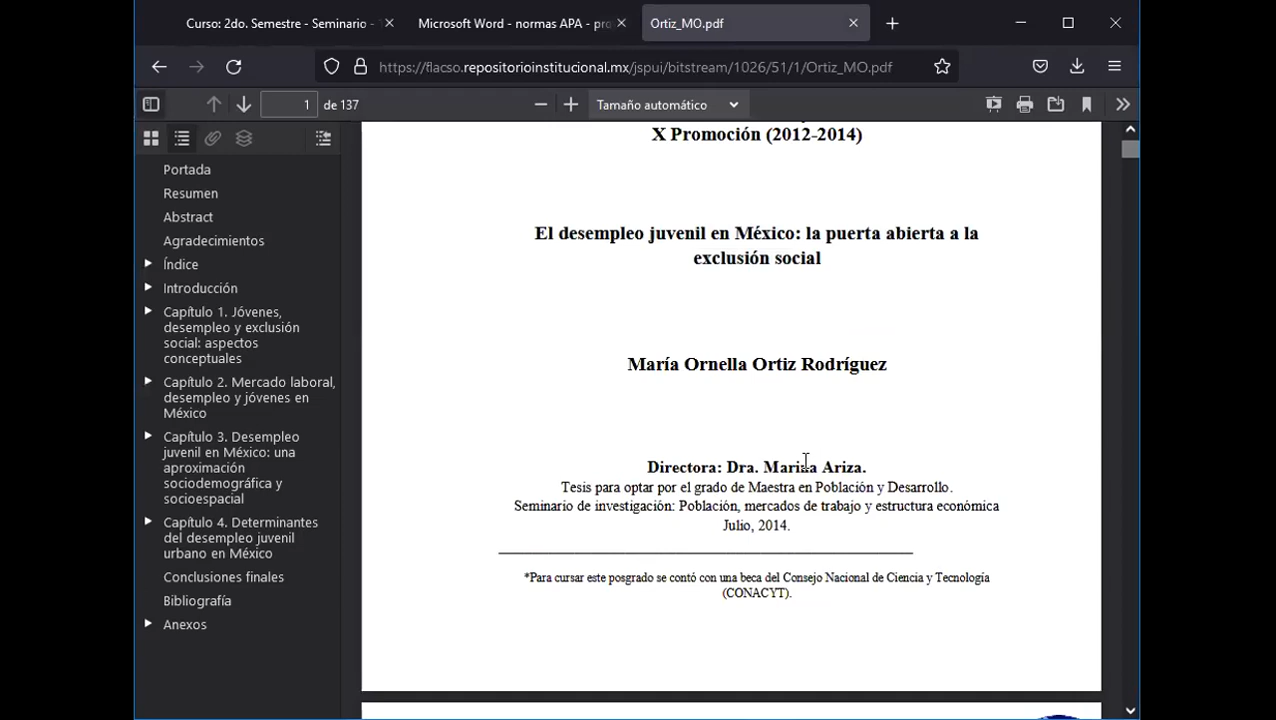 Curso: 2do. Semestre - Seminario -
Microsoft Word - normas APA - pro
Ortiz_MO.pdf
https://flacso.repositorioinstitucional.mx/jspui/bitstream/1026/51/1/Ortiz_MO.pdf
1 de 137
Tamaño automático
Portada
Resumen
Abstract
Agradecimientos
Índice
Introducción
Capítulo 1. Jóvenes,
desempleo y exclusión
social: aspectos
conceptuales
Capítulo 2. Mercado laboral,
desempleo y jóvenes en
México
Capítulo 3. Desempleo
juvenil en México: una
aproximación
sociodemográfica y
socioespacial
Capítulo 4. Determinantes
del desempleo juvenil
urbano en México
Conclusiones finales
Bibliografía
Anexos
X Promoción (2012-2014)
El desempleo juvenil en México: la puerta abierta a la
exclusión social
María Ornella Ortiz Rodríguez
Directora: Dra. Marina Ariza.
Tesis para optar por el grado de Maestra en Población y Desarrollo.
Seminario de investigación: Población, mercados de trabajo y estructura económica
Julio, 2014.
*Para cursar este posgrado se contó con una beca del Consejo Nacional de Ciencia y Tecnología
(CONACYT).